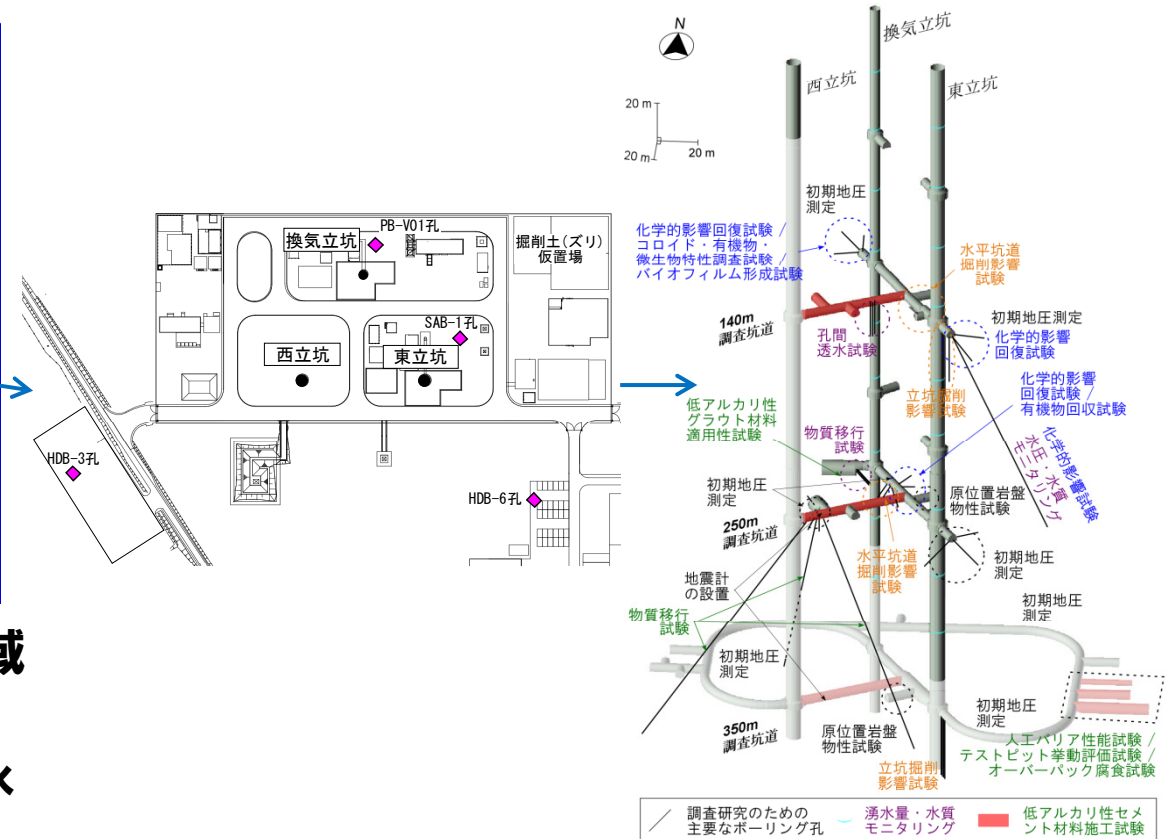 域
換気立坑
PB-V01孔
掘削土(ズリ)
仮置場
西立坑
SAB-1孔
東立坑
HDB-3孔
HDB-6孔
N
20 m
20 m
20 m
西立坑
換気立坑
東立坑
初期地圧
測定
化学的影響回復試験 /
コロイド・有機物・
微生物特性調査試験 /
バイオフィルム形成試験
水平坑道
掘削影響
試験
140m
調査坑道
孔間
透水試験
初期地圧測定
化学的影響
回復試験
立坑掘削
影響試験
化学的影響
回復試験 /
有機物回収試験
低アルカリ性
グラウト材料
適用性試験
物質移行
試験
化学的影響試験
水圧・水質
モニタリング
初期地圧
測定
原位置岩盤
物性試験
250m
調査坑道
水平坑道
掘削影響
試験
初期地圧
測定
地震計
の設置
物質移行
試験
初期地圧
測定
初期地圧
測定
初期地圧
測定
350m
調査坑道
原位置岩盤
物性試験
立坑掘削
影響試験
人工バリア性能試験 /
テストピット挙動評価試験 /
オーバーパック腐食試験
調査研究のための
主要なボーリング孔
湧水量・水質
モニタリング
低アルカリ性セメ
ント材料施工試験